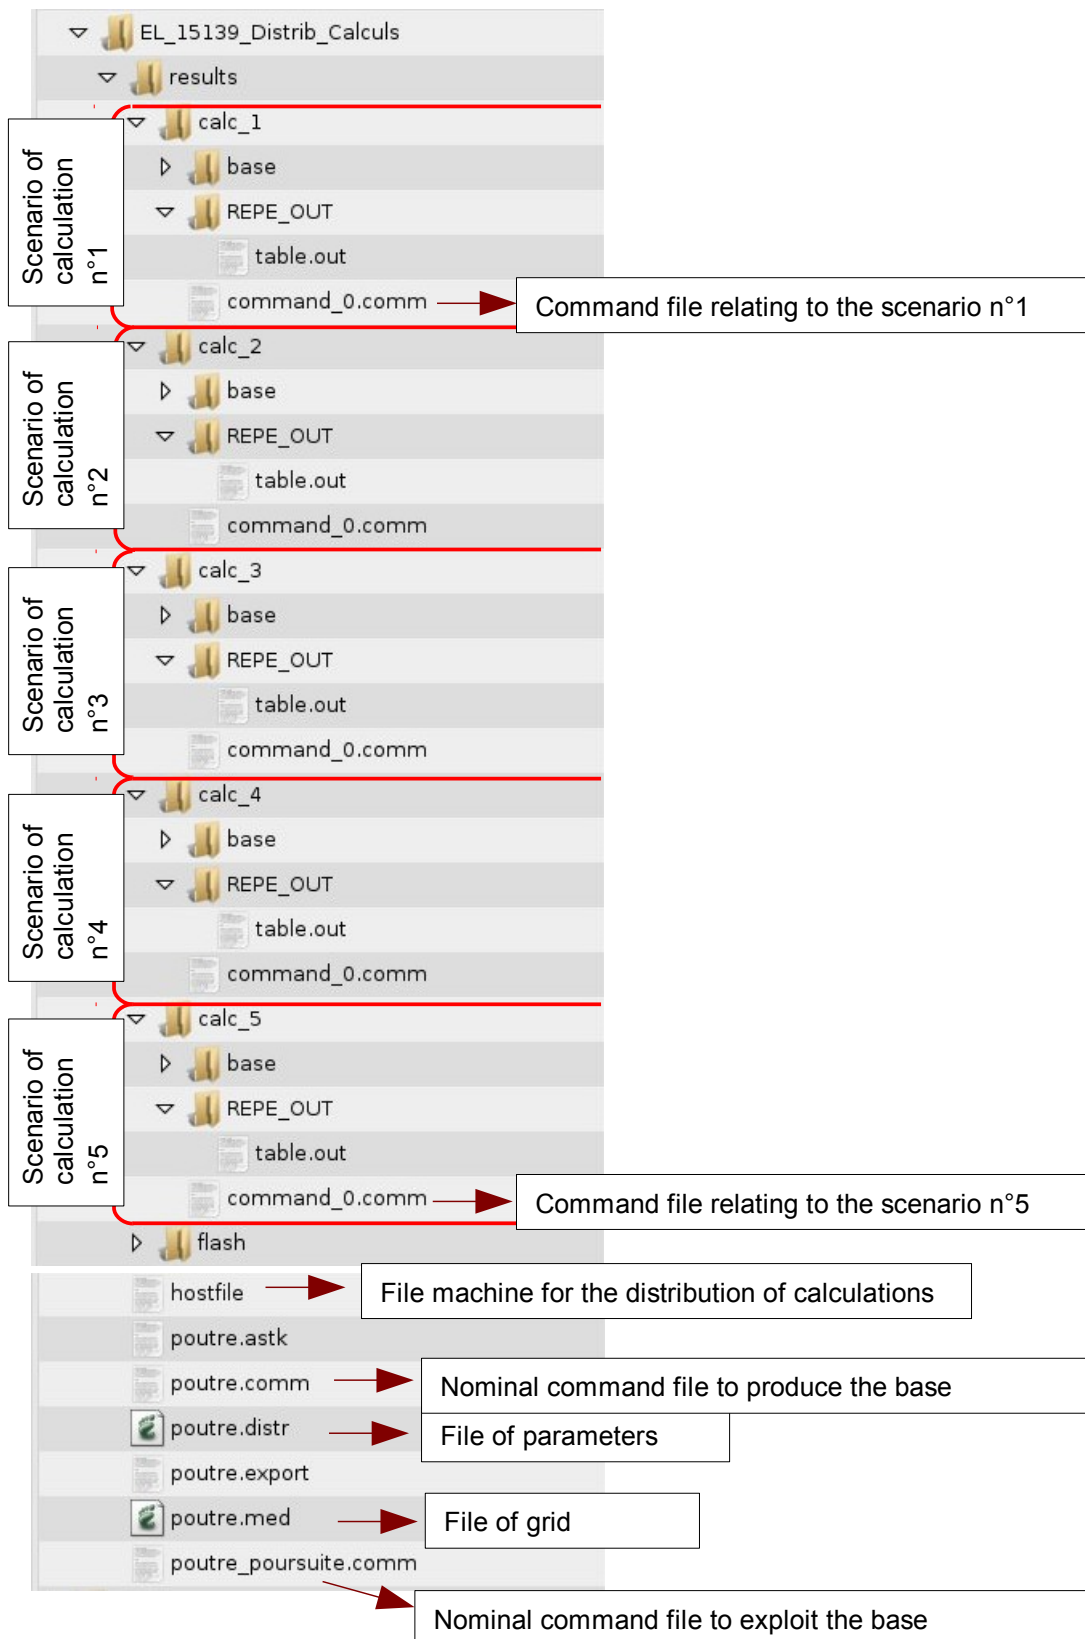 EL_15139_Distrib_Calculs
results
Scenario of
calculation
n°1
calc_1
base
REPE_OUT
table.out
command_0.comm
Command file relating to the scenario n°1
Scenario of
calculation
n°2
calc_2
base
REPE_OUT
table.out
command_0.comm
Scenario of
calculation
n°3
calc_3
base
REPE_OUT
table.out
command_0.comm
Scenario of
calculation
n°4
calc_4
base
REPE_OUT
table.out
command_0.comm
Scenario of
calculation
n°5
calc_5
base
REPE_OUT
table.out
command_0.comm
Command file relating to the scenario n°5
flash
hostfile
File machine for the distribution of calculations
poutre.astk
poutre.comm
Nominal command file to produce the base
poutre.distr
File of parameters
poutre.export
poutre.med
File of grid
poutre_poursuite.comm
Nominal command file to exploit the base